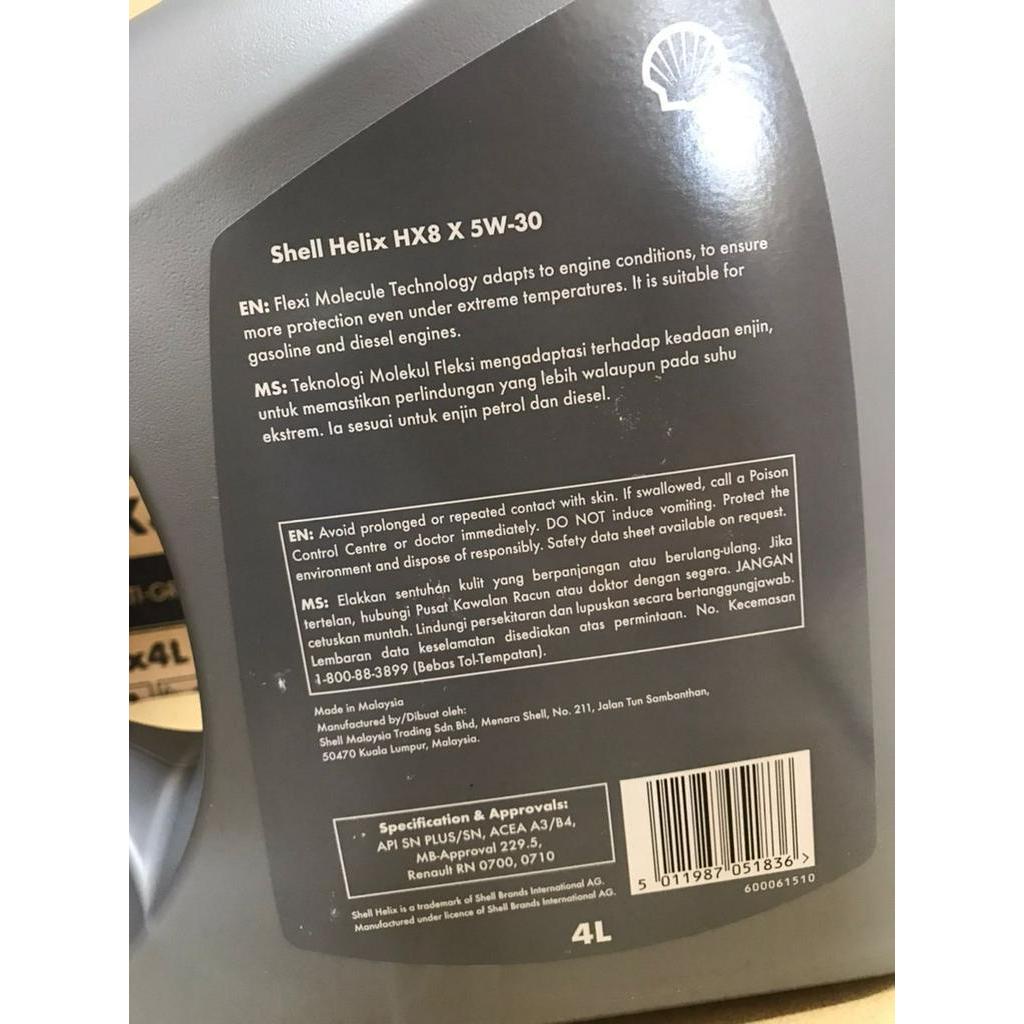 Shell Helix HX8 X 5W-30
EN: Flexi Molecule Technology adapts to engine conditions, to ensure
more protection even under extreme temperatures. It is suitable for
gasoline and diesel engines.
MS: Teknologi Molekul Fleksi mengadaptasi terhadap keadaan enjin,
untuk memastikan perlindungan yang lebih walaupun pada suhu
ekstrem. Ia sesuai untuk enjin petrol dan diesel.
EN: Avoid prolonged or repeated contact with skin. If swallowed, call a Poison
Control Centre or doctor immediately. DO NOT induce vomiting. Protect the
environment and dispose of responsibly. Safety data sheet available on request.
MS: Elakkan sentuhan kulit yang berpanjangan atau berulang-ulang. Jika
tertelan, hubungi Pusat Kawalan Racun atau doktor dengan segera. JANGAN
cetuskan muntah. Lindungi persekitaran dan lupuskan secara bertanggungjawab.
Lembaran data keselamatan disediakan atas permintaan. No. Kecemasan
1-800-88-3899 (Bebas Tol-Tempatan).
Made in Malaysia
Manufactured by/Dibuat oleh:
Shell Malaysia Trading Sdn Bhd, Menara Shell, No. 211, Jalan Tun Sambanthan,
50470 Kuala Lumpur, Malaysia.
Specification & Approvals:
API SN PLUS/SN, ACEA A3/B4,
MB-Approval 229.5,
Renault RN 0700, 0710
5 011987 051836 >
600061510
Shell Helix is a trademark of Shell Brands International AG.
Manufactured under licence of Shell Brands International AG.
4L
x4L